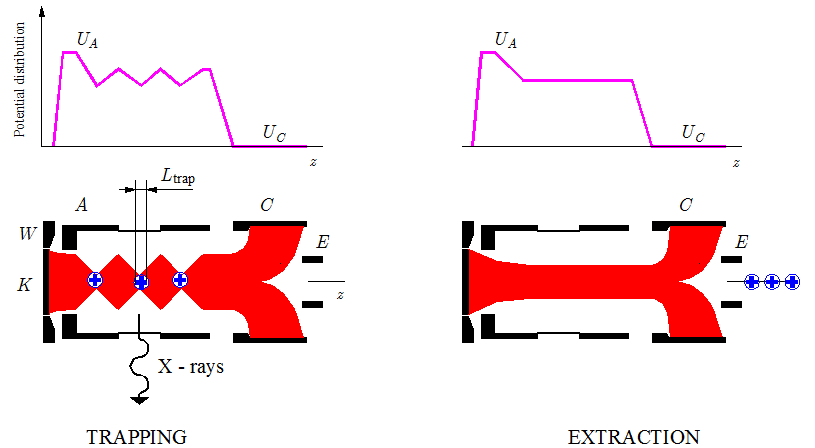 Potential distribution
U_A
U_C
z
L_trap
A
C
W
E
K
z
X - rays
TRAPPING
U_A
U_C
z
C
E
EXTRACTION